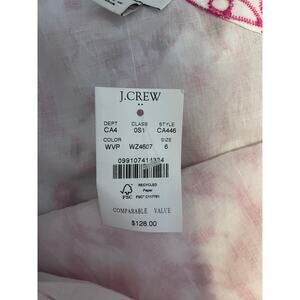 J.CREW
DEPT CLASS STYLE
CA4 0S1 CA446
COLOR SIZE
WVP WZ4607 6
099107414334
RECYCLED
Paper
FSC
COMPARABLE VALUE
$128.00